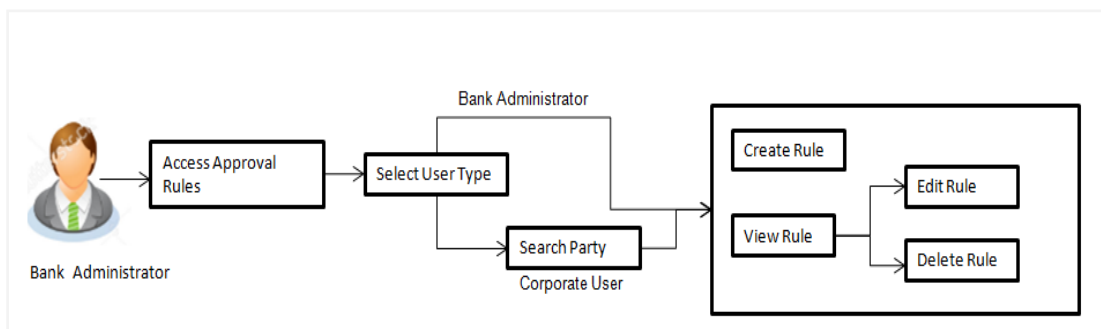 Bank Administrator
Access Approval
Rules
Select User Type
Bank Administrator
Search Party
Corporate User
Create Rule
View Rule
Edit Rule
Delete Rule